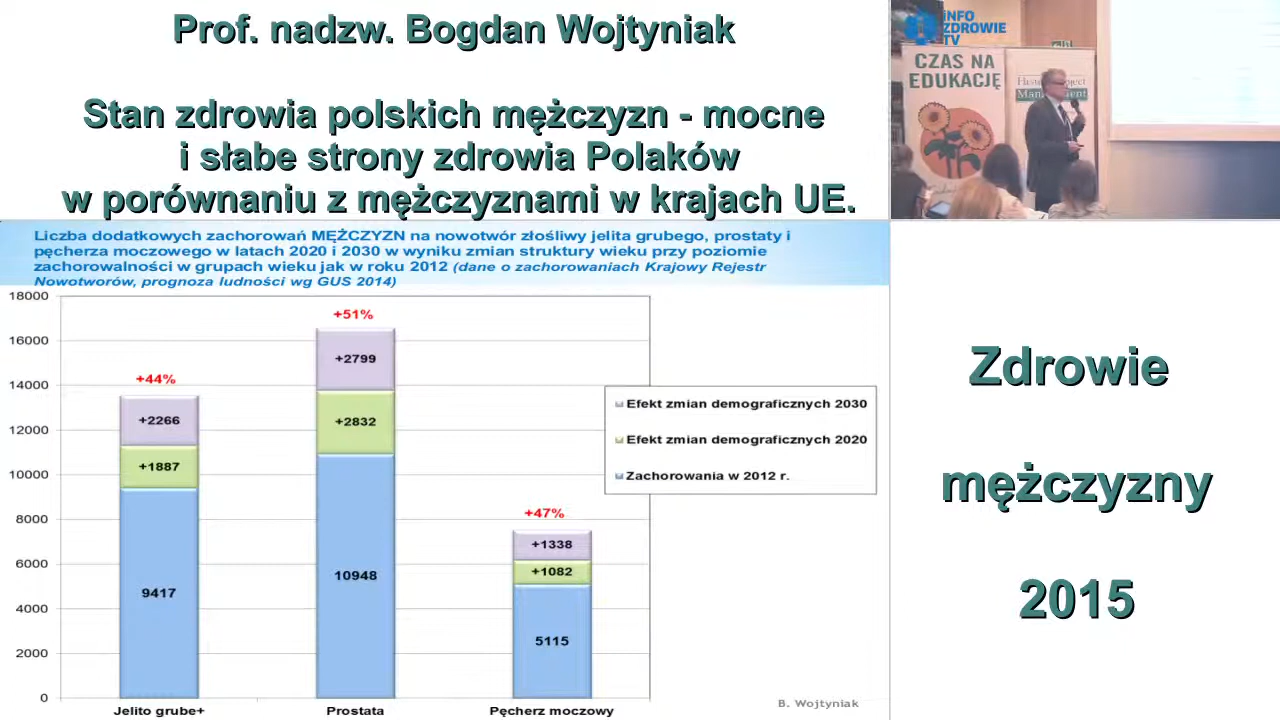 Prof. nadzw. Bogdan Wojtyniak
Stan zdrowia polskich mężczyzn - mocne
i słabe strony zdrowia Polaków
w porównaniu z mężczyznami w krajach UE.
INFO
ZDROWIE
TV
CZAS NA
EDUKACJĘ
Liczba dodatkowych zachorowań MĘŻCZYZN na nowotwór złośliwy jelita grubego, prostaty i
pęcherza moczowego w latach 2020 i 2030 w wyniku zmian struktury wieku przy poziomie
zachorowalności w grupach wieku jak w roku 2012 (dane o zachorowaniach Krajowy Rejestr
Nowotworów, prognoza ludności wg GUS 2014)
18000
16000
14000
12000
10000
8000
6000
4000
2000
0
+44%
+2266
+1887
9417
+51%
+2799
+2832
10948
+47%
+1338
+1082
5115
Jelito grube+
Prostata
Pęcherz moczowy
Efekt zmian demograficznych 2030
Efekt zmian demograficznych 2020
Zachorowania w 2012 r.
B. Wojtyniak
Zdrowie
mężczyzny
2015